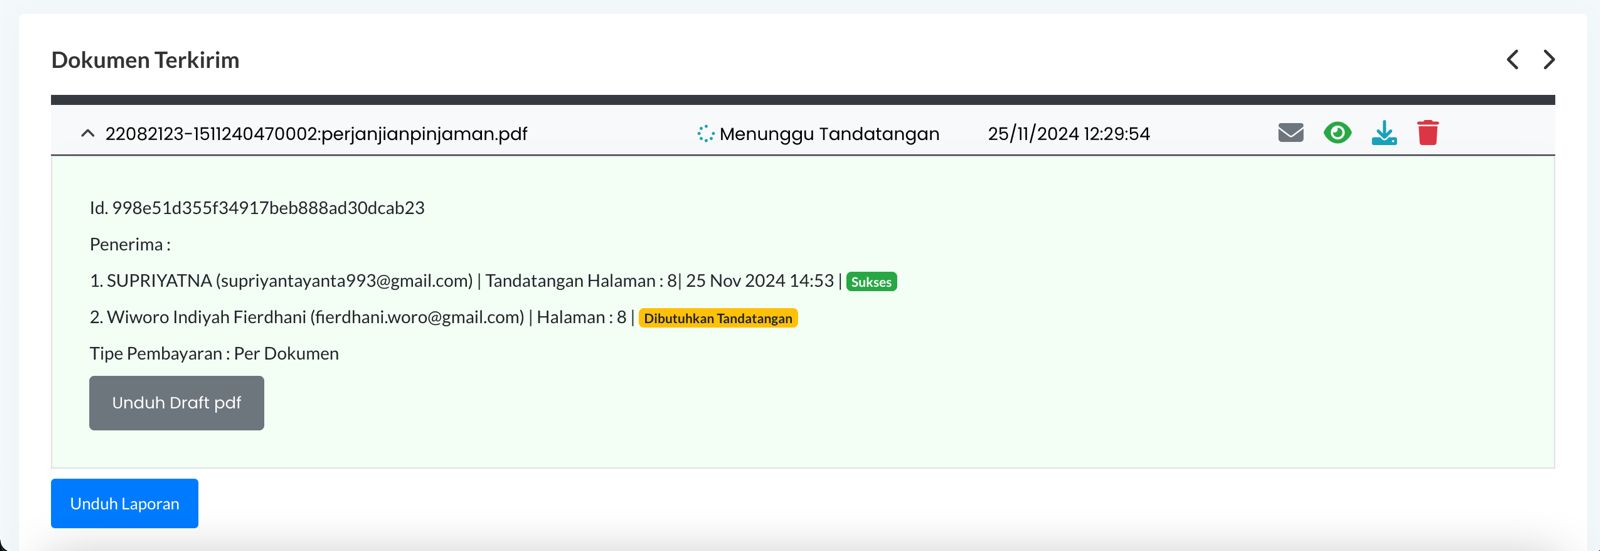 Dokumen Terkirim
22082123-1511240470002:perjanjianpinjaman.pdf Menunggu Tandatangan 25/11/2024 12:29:54
Id. 998e51d355f34917beb888ad30dcab23
Penerima :
1. SUPRIYATNA (supriyantayanta993@gmail.com) | Tandatangan Halaman : 8| 25 Nov 2024 14:53 | Sukses
2. Wiworo Indiyah Fierdhani (fierdhani.woro@gmail.com) | Halaman : 8 | Dibutuhkan Tandatangan
Tipe Pembayaran : Per Dokumen
Unduh Draft pdf
Unduh Laporan